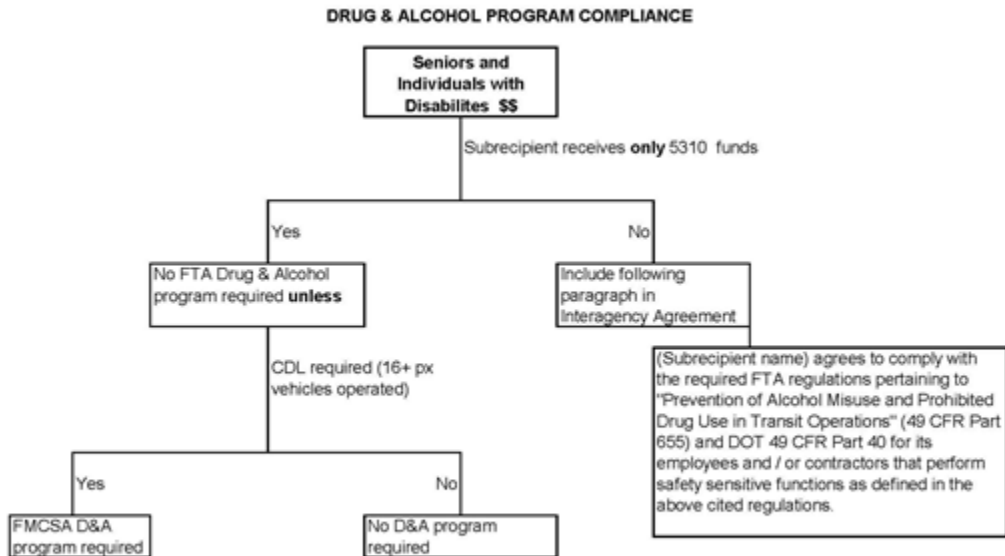 DRUG & ALCOHOL PROGRAM COMPLIANCE
Seniors and
Individuals with
Disabilites $$
Subrecipient receives only 5310 funds
Yes
No
No FTA Drug & Alcohol
program required unless
Include following
paragraph in
Interagency Agreement
CDL required (16+ px
vehicles operated)
(Subrecipient name) agrees to comply with
the required FTA regulations pertaining to
"Prevention of Alcohol Misuse and Prohibited
Drug Use in Transit Operations" (49 CFR Part
655) and DOT 49 CFR Part 40 for its
employees and / or contractors that perform
safety sensitive functions as defined in the
above cited regulations.
Yes
No
FMCSA D&A
program required
No D&A program
required